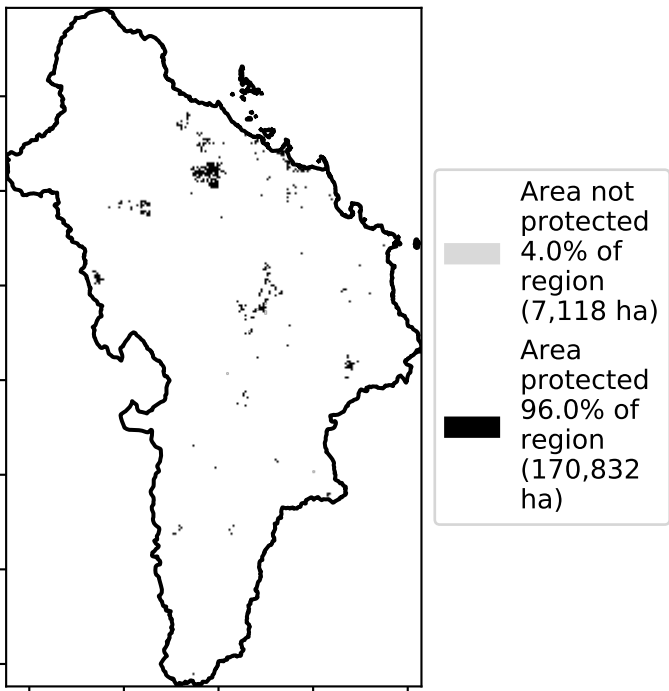 Area not
protected
4.0% of
region
(7,118 ha)
Area
protected
96.0% of
region
(170,832
ha)